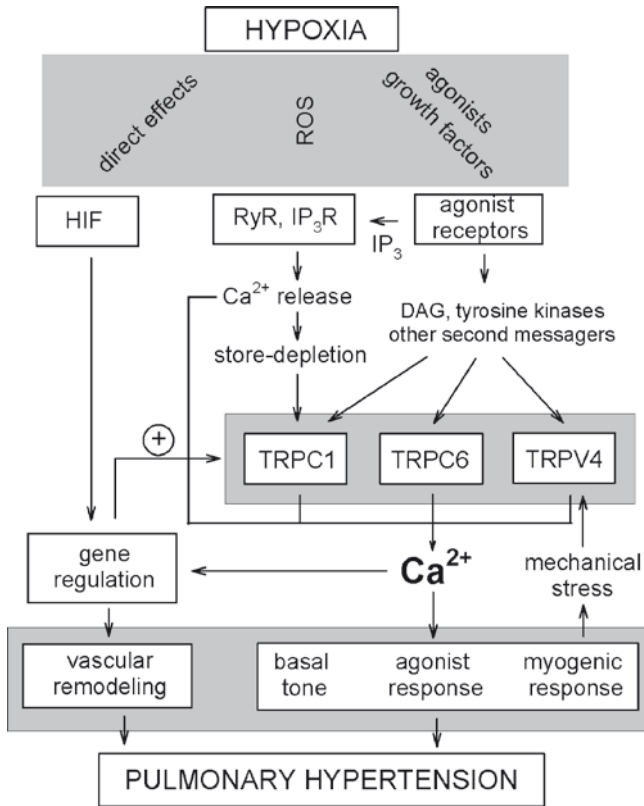 HYPOXIA
direct effects
ROS
agonists
growth factors
HIF
RyR, IP₃R
IP₃
agonist
receptors
Ca²⁺ release
DAG, tyrosine kinases
other second messagers
store-depletion
+
TRPC1
TRPC6
TRPV4
gene
regulation
Ca²⁺
mechanical
stress
vascular
remodeling
basal
tone
agonist
response
myogenic
response
PULMONARY HYPERTENSION